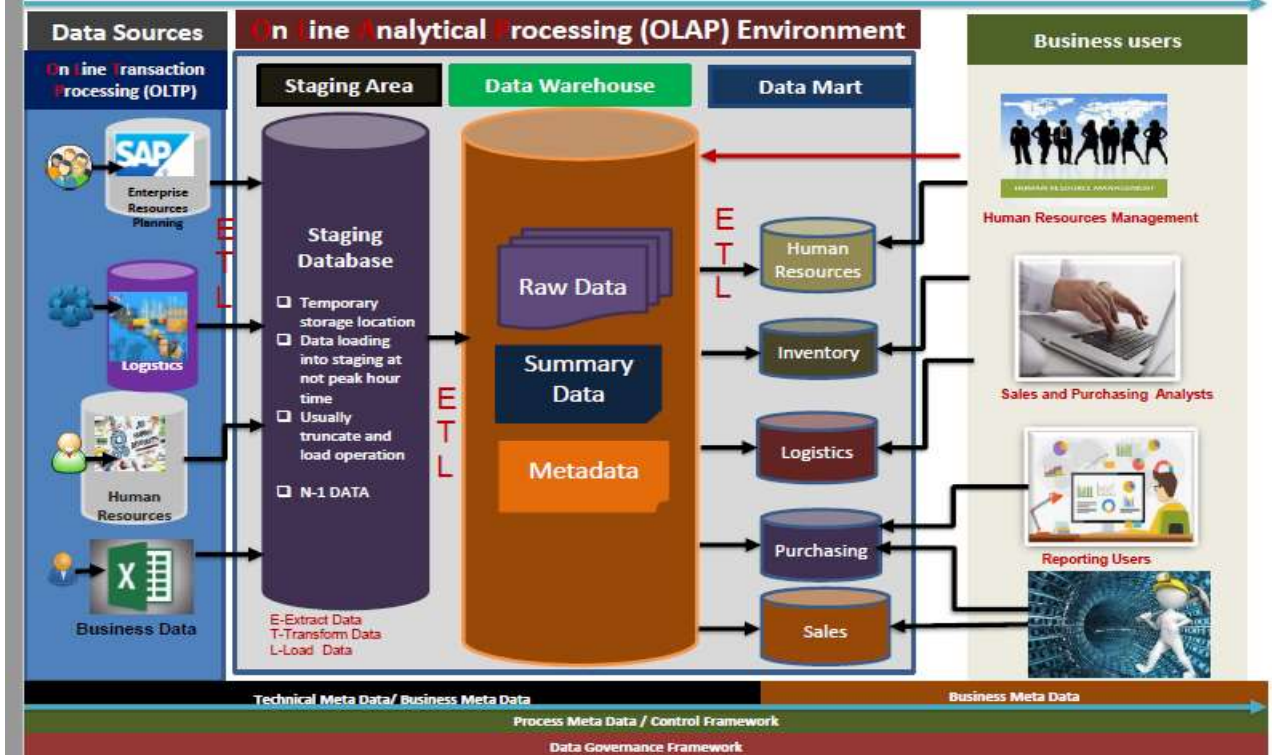 Data Sources
On Line Analytical Processing (OLAP) Environment
Business users
On Line Transaction
Processing (OLTP)
Staging Area
Data Warehouse
Data Mart
SAP
Enterprise
Resources
Planning
E
T
L
Logistics
Human
Resources
X
Business Data
Staging
Database
Temporary
storage location
Data loading
into staging at
not peak hour
time
Usually
truncate and
load operation
N-1 DATA
E-Extract Data
T-Transform Data
L-Load Data
E
T
L
Raw Data
Summary
Data
Metadata
E
T
L
Human
Resources
Inventory
Logistics
Purchasing
Sales
HUMAN RESOURCE MANAGEMENT
Human Resources Management
Sales and Purchasing Analysts
Reporting Users
Technical Meta Data/ Business Meta Data
Business Meta Data
Process Meta Data / Control Framework
Data Governance Framework